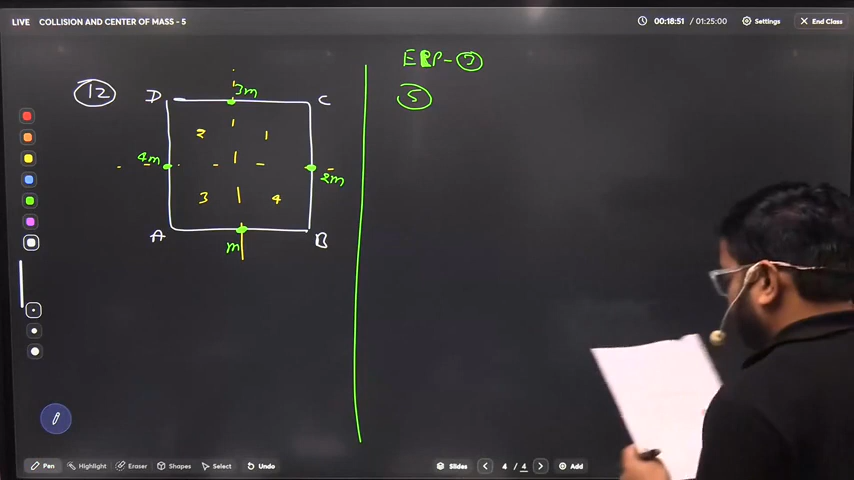 LIVE COLLISION AND CENTER OF MASS - 5
00:18:51 / 01:25:00
Settings
End Class
12
D
3m
C
2
1
4m
2m
3
4
A
m
B
ERP-3
5
Pen
Highlight
Eraser
Shapes
Select
Undo
Slides
4 / 4
Add